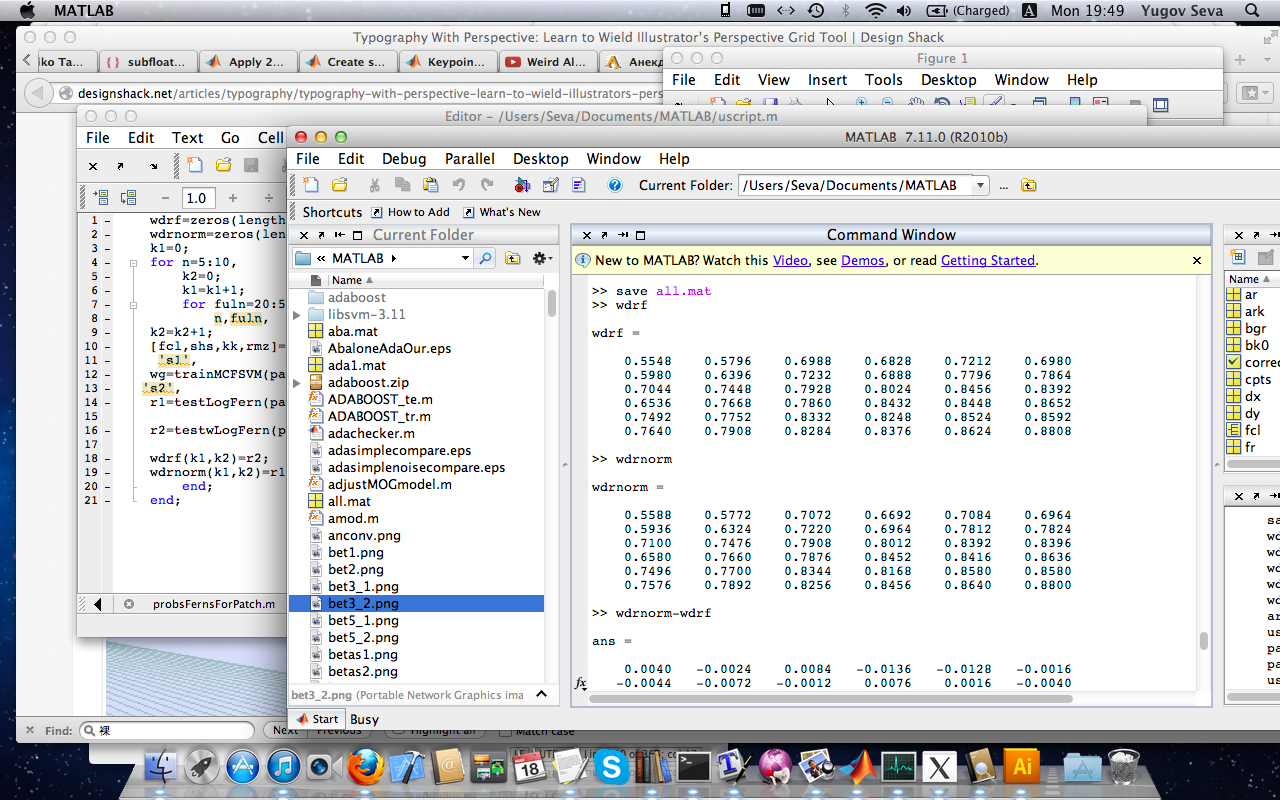 MATLAB
(Charged)
Mon 19:49
Yugov Seva
Typography With Perspective: Learn to Wield Illustrator's Perspective Grid Tool | Design Shack
iko Ta...
subfloat...
Apply 2...
Create s...
Keypoin...
Weird Al...
Анекд
designshack.net/articles/typography/typography-with-perspective-learn-to-wield-illustrators-pers
Figure 1
File Edit View Insert Tools Desktop Window Help
Editor - /Users/Seva/Documents/MATLAB/uscript.m
File Edit Text Go Cell
1.0
1 - wdrf=zeros(length
2 - wdrnorm=zeros(len
3 - k1=0;
4 - for n=5:10,
5 - k2=0;
6 - k1=k1+1;
7 - for fuln=20:5
8 - n,fuln,
9 - k2=k2+1;
10 - [fcl,shs,kk,rmz]=
11 - 's1',
12 - wg=trainMCFSVM(pa
13 - 's2',
14 - r1=testLogFern(pa
15
16 - r2=testwLogFern(p
17
18 - wdrf(k1,k2)=r2;
19 - wdrnorm(k1,k2)=r1
20 - end;
21 - end;
probsFernsForPatch.m
MATLAB 7.11.0 (R2010b)
File Edit Debug Parallel Desktop Window Help
Current Folder: /Users/Seva/Documents/MATLAB
...
Shortcuts How to Add What's New
Current Folder
« MATLAB
Name
adaboost
libsvm-3.11
aba.mat
AbaloneAdaOur.eps
ada1.mat
adaboost.zip
ADABOOST_te.m
ADABOOST_tr.m
adachecker.m
adasimplecompare.eps
adasimplenoisecompare.eps
adjustMOGmodel.m
all.mat
amod.m
anconv.png
bet1.png
bet2.png
bet3_1.png
bet3_2.png
bet5_1.png
bet5_2.png
betas1.png
betas2.png
bet3_2.png (Portable Network Graphics ima
Start Busy
Command Window
New to MATLAB? Watch this Video, see Demos, or read Getting Started.
>> save all.mat
>> wdrf
wdrf =
0.5548 0.5796 0.6988 0.6828 0.7212 0.6980
0.5980 0.6396 0.7232 0.6888 0.7796 0.7864
0.7044 0.7448 0.7928 0.8024 0.8456 0.8392
0.6536 0.7668 0.7860 0.8432 0.8448 0.8652
0.7492 0.7752 0.8332 0.8248 0.8524 0.8592
0.7640 0.7908 0.8284 0.8376 0.8624 0.8808
>> wdrnorm
wdrnorm =
0.5588 0.5772 0.7072 0.6692 0.7084 0.6964
0.5936 0.6324 0.7220 0.6964 0.7812 0.7824
0.7100 0.7476 0.7908 0.8012 0.8392 0.8396
0.6580 0.7660 0.7876 0.8452 0.8416 0.8636
0.7496 0.7700 0.8344 0.8168 0.8580 0.8580
0.7576 0.7892 0.8256 0.8456 0.8640 0.8800
>> wdrnorm-wdrf
ans =
0.0040 -0.0024 0.0084 -0.0136 -0.0128 -0.0016
-0.0044 -0.0072 -0.0012 0.0076 0.0016 -0.0040
fx
Name
ar
ark
bgr
bk0
correc
cpts
dx
dy
fcl
fr
sa
wd
wd
wd
wd
wd
ar
us
pa
pa
us
Find: 裸
Next Previous Highlight all Match case
18
Ai